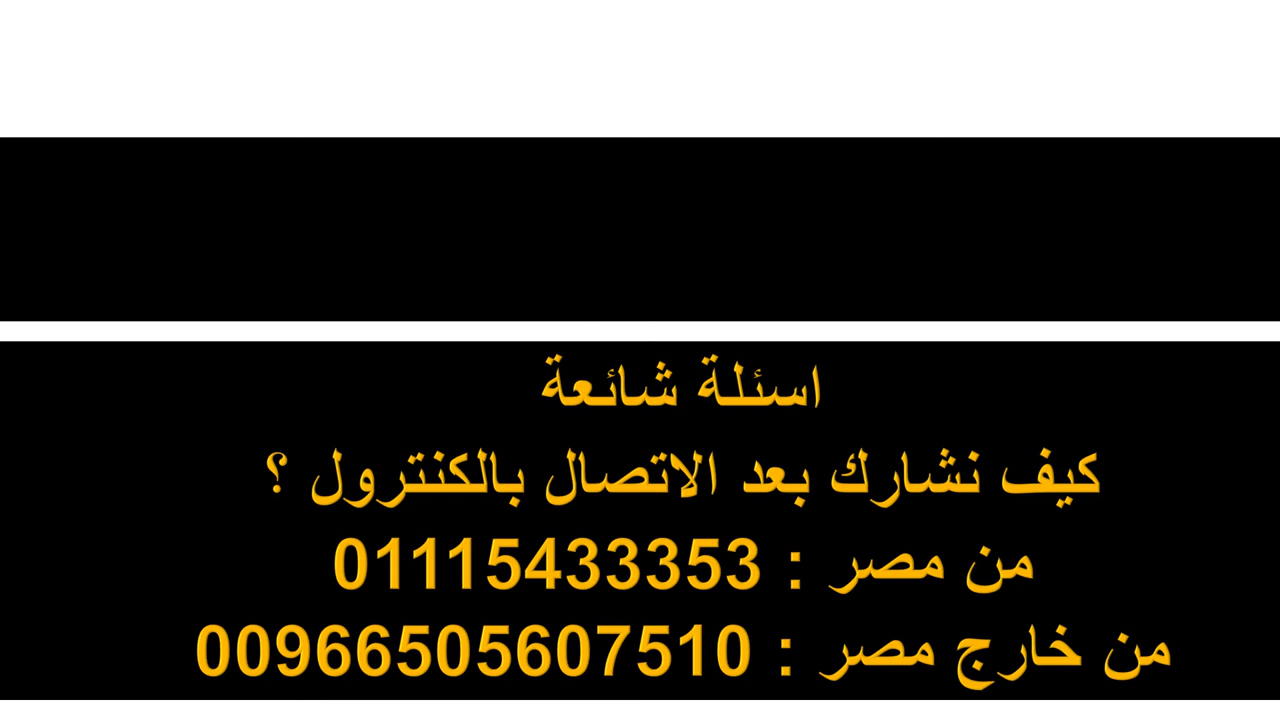 اسئلة شائعة
كيف نشارك بعد الاتصال بالكنترول ؟
من مصر : 01115433353
من خارج مصر : 00966505607510